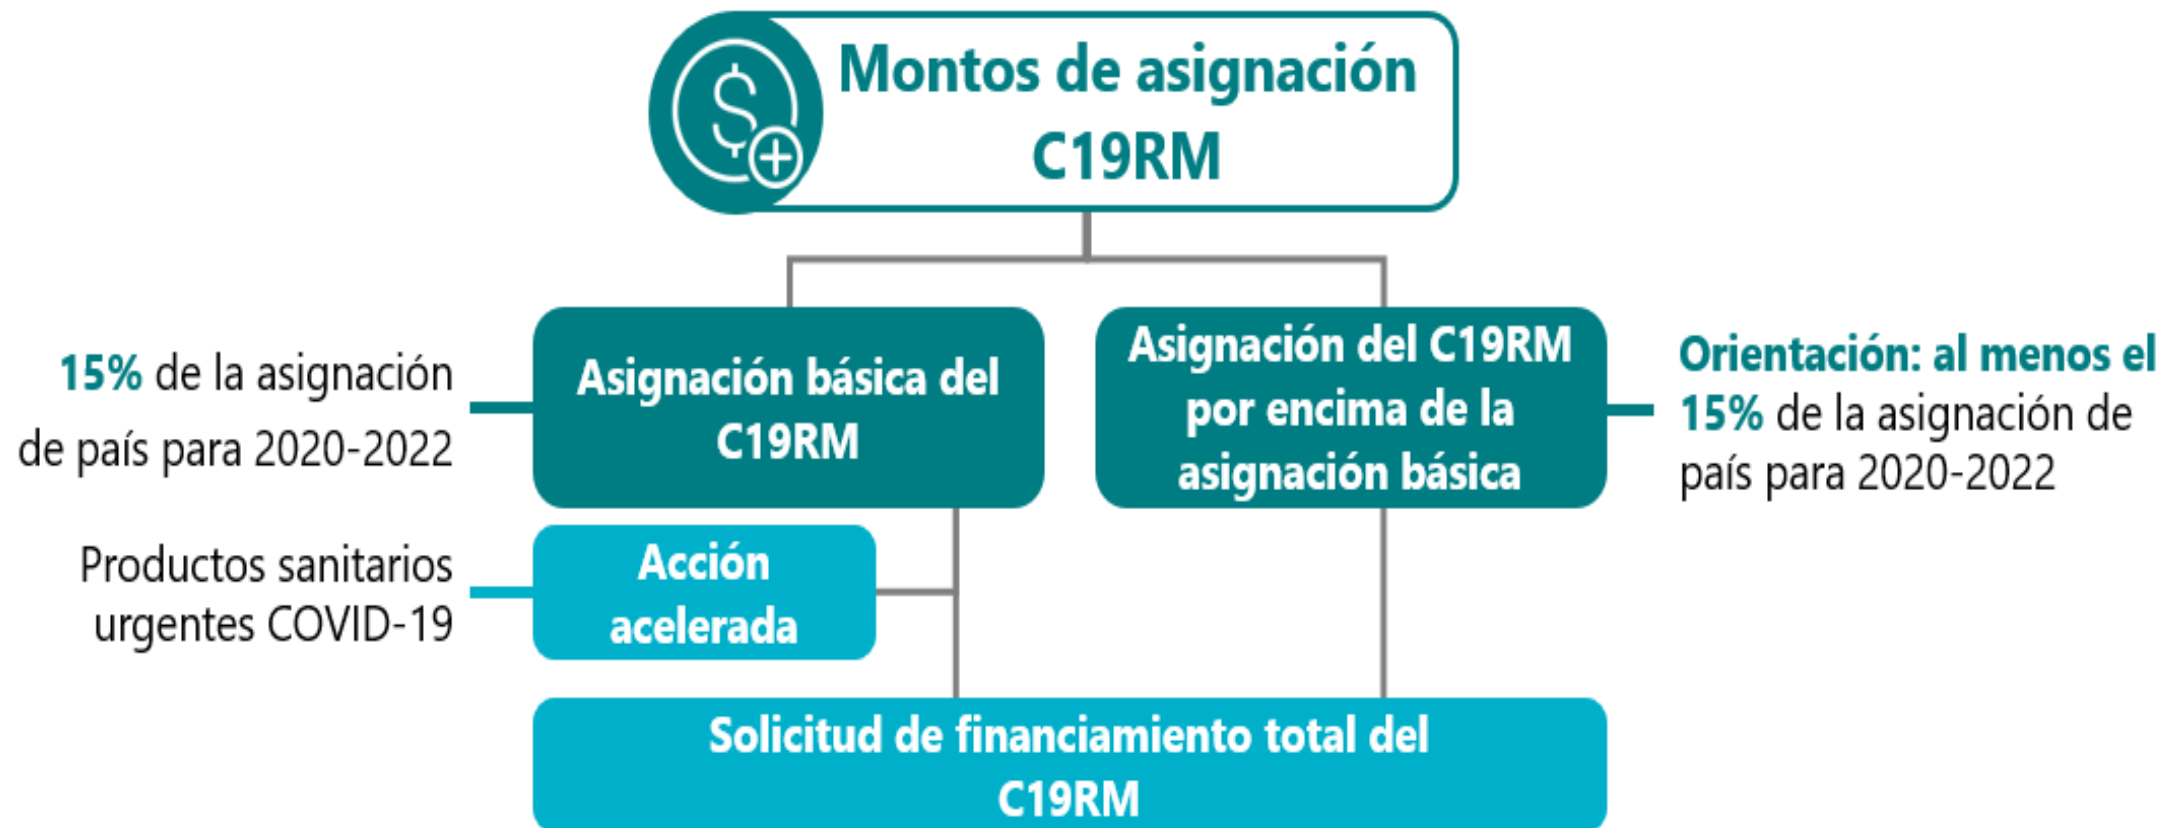 Montos de asignación
C19RM
15% de la asignación
de país para 2020-2022
Asignación básica del
C19RM
Asignación del C19RM
por encima de la
asignación básica
Orientación: al menos el
15% de la asignación de
país para 2020-2022
Productos sanitarios
urgentes COVID-19
Acción
acelerada
Solicitud de financiamiento total del
C19RM